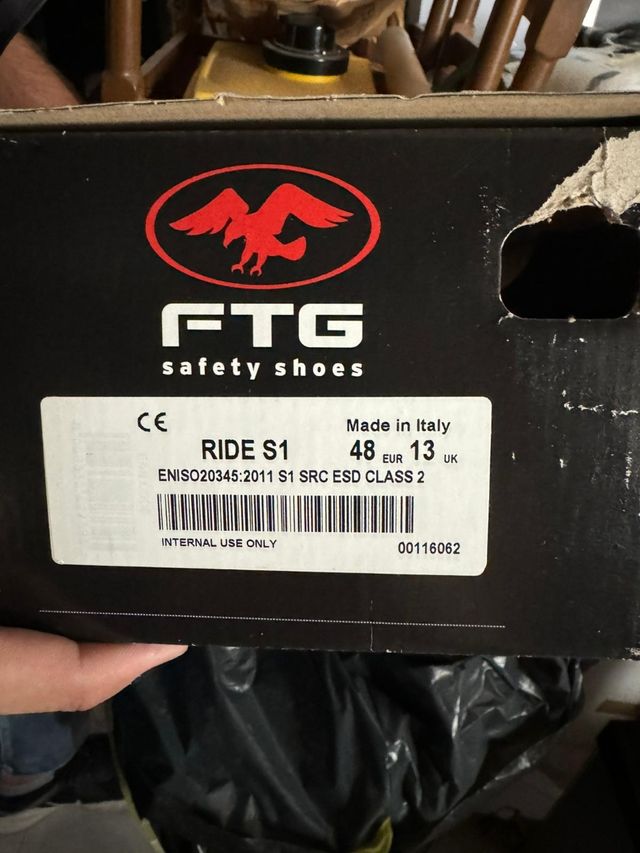 FTG
safety shoes
CE Made in Italy
RIDE S1 48 EUR 13 UK
ENISO20345:2011 S1 SRC ESD CLASS 2
INTERNAL USE ONLY 00116062